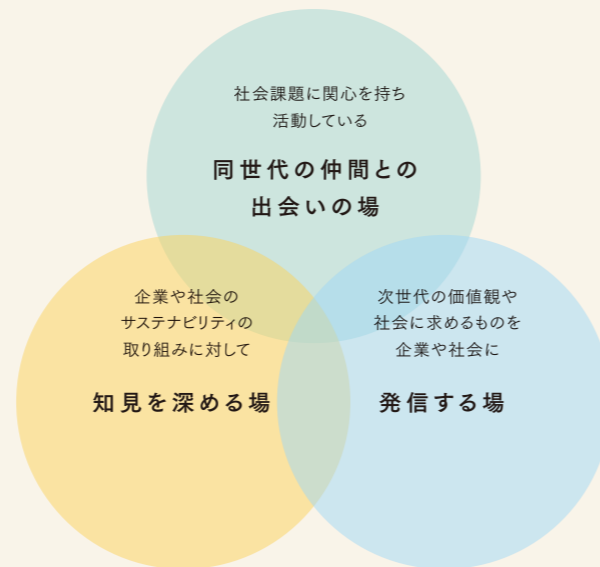 社会課題に関心を持ち
活動している
同世代の仲間との
出会いの場
企業や社会の
サステナビリティの
取り組みに対して
知見を深める場
次世代の価値観や
社会に求めるものを
企業や社会に
発信する場